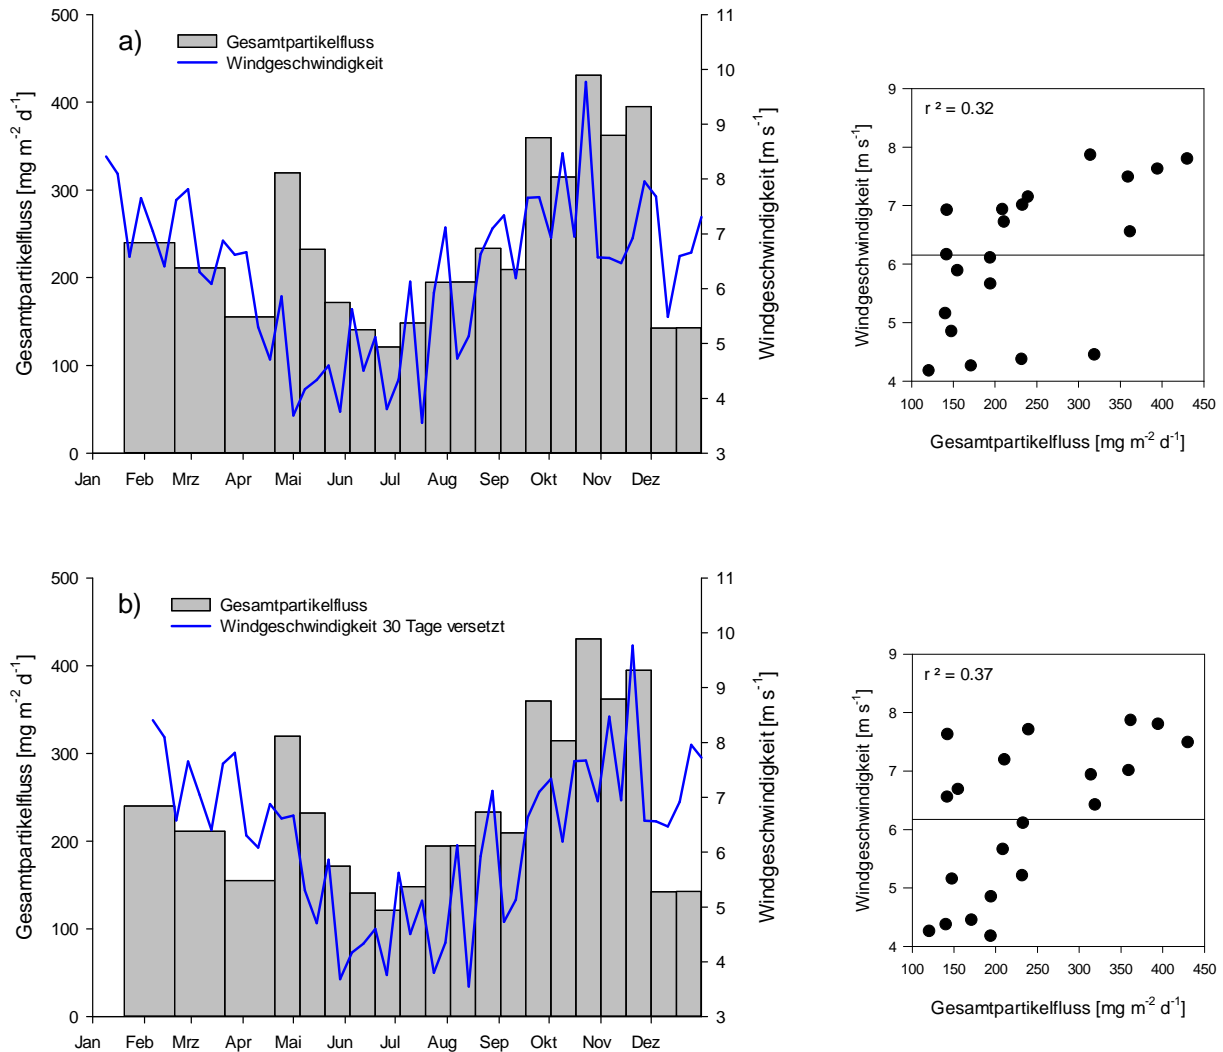 a)
Gesamtpartikelfluss
Windgeschwindigkeit
500
400
300
200
100
0
Gesamtpartikelfluss [mg m⁻² d⁻¹]
11
10
9
8
7
6
5
4
3
Windgeschwindigkeit [m s⁻¹]
Jan Feb Mrz Apr Mai Jun Jul Aug Sep Okt Nov Dez
r ² = 0.32
9
8
7
6
5
4
Windgeschwindigkeit [m s⁻¹]
100 150 200 250 300 350 400 450
Gesamtpartikelfluss [mg m⁻² d⁻¹]
b)
Gesamtpartikelfluss
Windgeschwindigkeit 30 Tage versetzt
500
400
300
200
100
0
Gesamtpartikelfluss [mg m⁻² d⁻¹]
11
10
9
8
7
6
5
4
3
Windgeschwindigkeit [m s⁻¹]
Jan Feb Mrz Apr Mai Jun Jul Aug Sep Okt Nov Dez
r ² = 0.37
9
8
7
6
5
4
Windgeschwindigkeit [m s⁻¹]
100 150 200 250 300 350 400 450
Gesamtpartikelfluss [mg m⁻² d⁻¹]